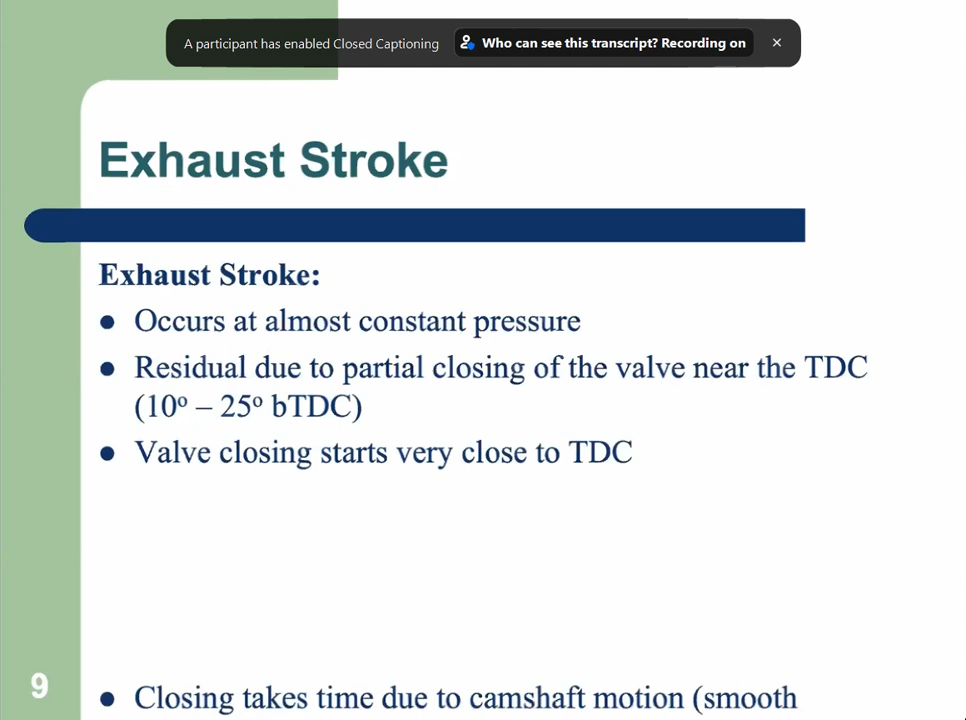 A participant has enabled Closed Captioning
Who can see this transcript? Recording on
Exhaust Stroke
Exhaust Stroke:
● Occurs at almost constant pressure
● Residual due to partial closing of the valve near the TDC
(10º – 25º bTDC)
● Valve closing starts very close to TDC
9
● Closing takes time due to camshaft motion (smooth